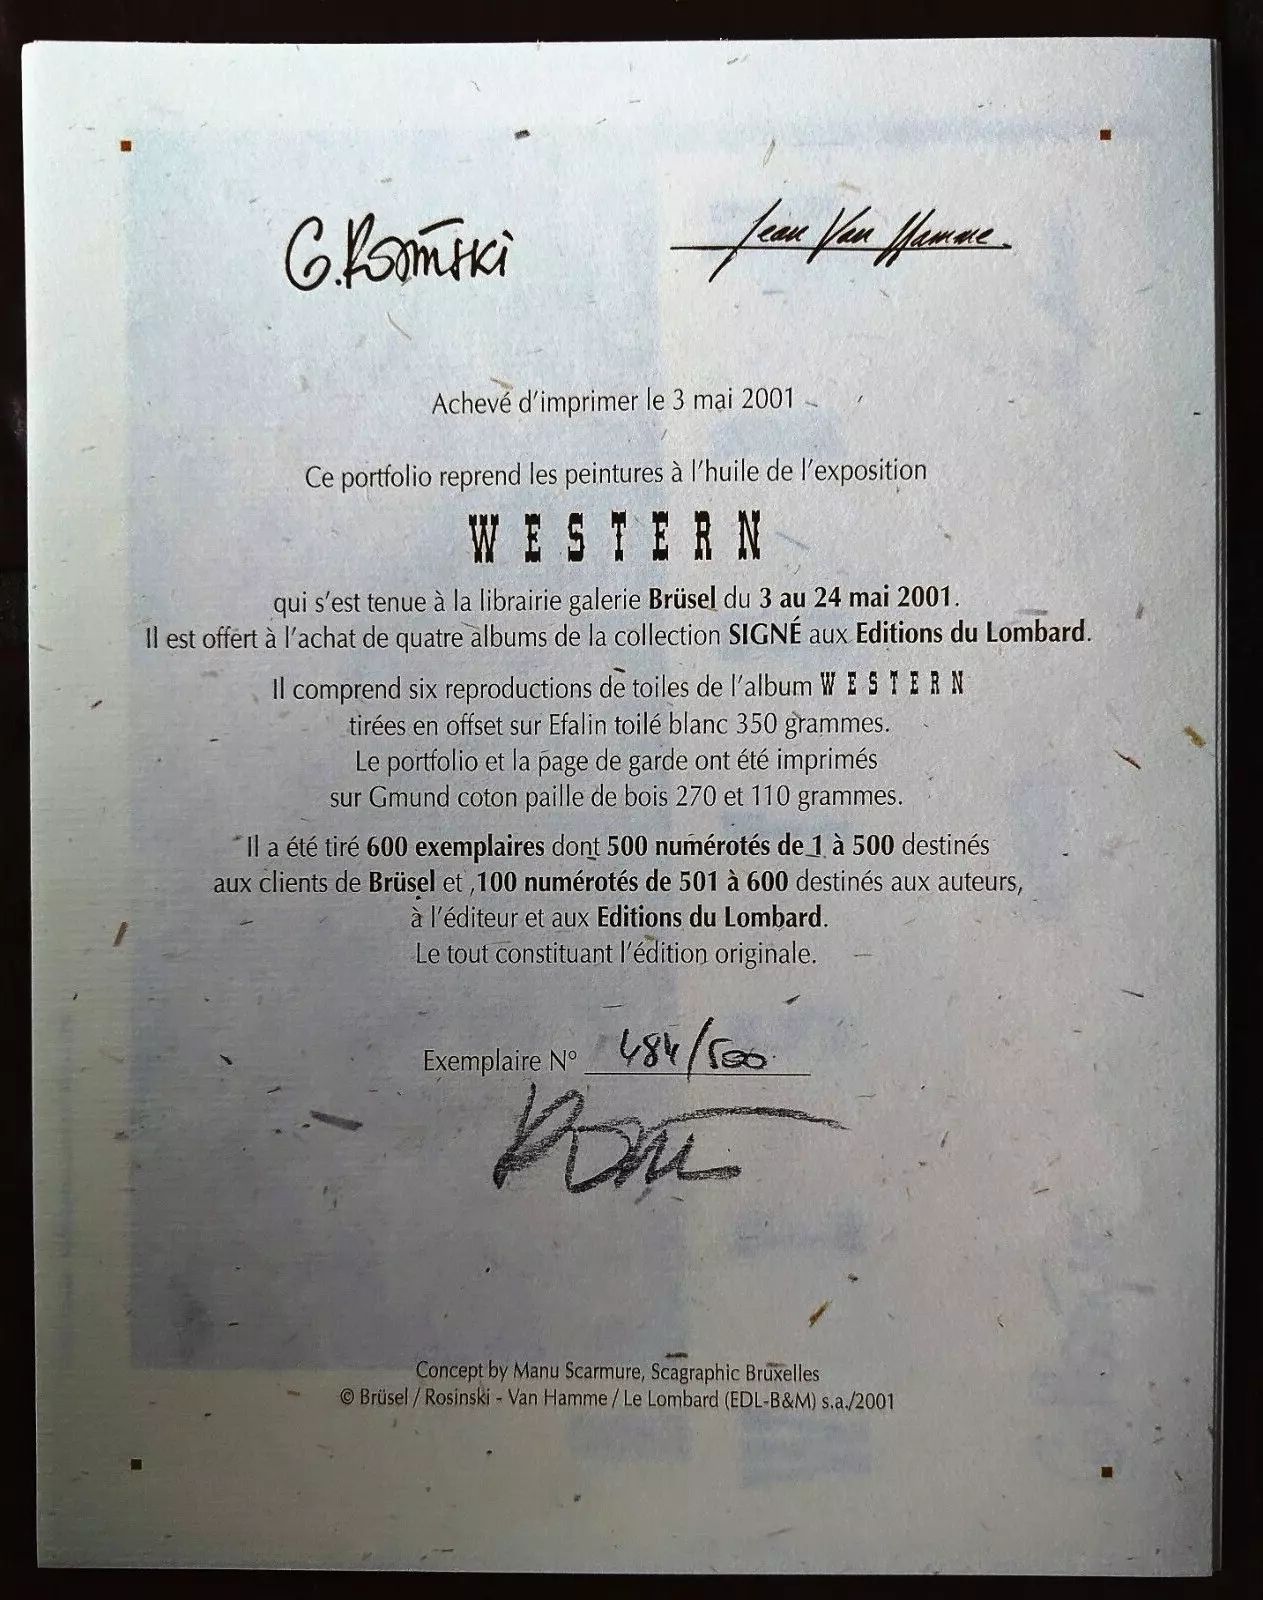 G. Rosiński
Jean Van Hamme.
Achevé d'imprimer le 3 mai 2001
Ce portfolio reprend les peintures à l'huile de l'exposition
WESTERN
qui s'est tenue à la librairie galerie Brüsel du 3 au 24 mai 2001.
Il est offert à l'achat de quatre albums de la collection SIGNÉ aux Editions du Lombard.
Il comprend six reproductions de toiles de l'album WESTERN
tirées en offset sur Efalin toilé blanc 350 grammes.
Le portfolio et la page de garde ont été imprimés
sur Gmund coton paille de bois 270 et 110 grammes.
Il a été tiré 600 exemplaires dont 500 numérotés de 1 à 500 destinés
aux clients de Brüsel et 100 numérotés de 501 à 600 destinés aux auteurs,
à l'éditeur et aux Editions du Lombard.
Le tout constituant l'édition originale.
Exemplaire N° 484/500
Concept by Manu Scarmure, Scagraphic Bruxelles
© Brüsel / Rosinski - Van Hamme / Le Lombard (EDL-B&M) s.a./2001